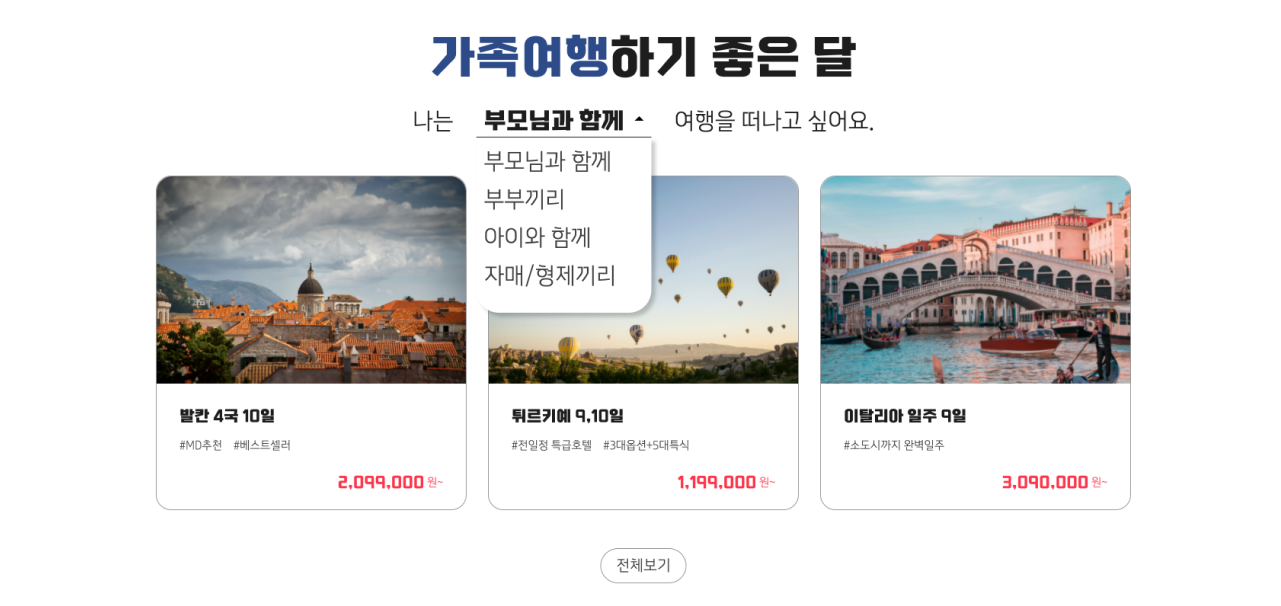 가족여행하기 좋은 달
나는 부모님과 함께 여행을 떠나고 싶어요.
부모님과 함께
부부끼리
아이와 함께
자매/형제끼리
발칸 4국 10일
#MD추천 #베스트셀러
2,099,000 원~
튀르키예 9,10일
#전일정 특급호텔 #3대옵션+5대특식
1,199,000 원~
이탈리아 일주 9일
#소도시까지 완벽일주
3,090,000 원~
전체보기